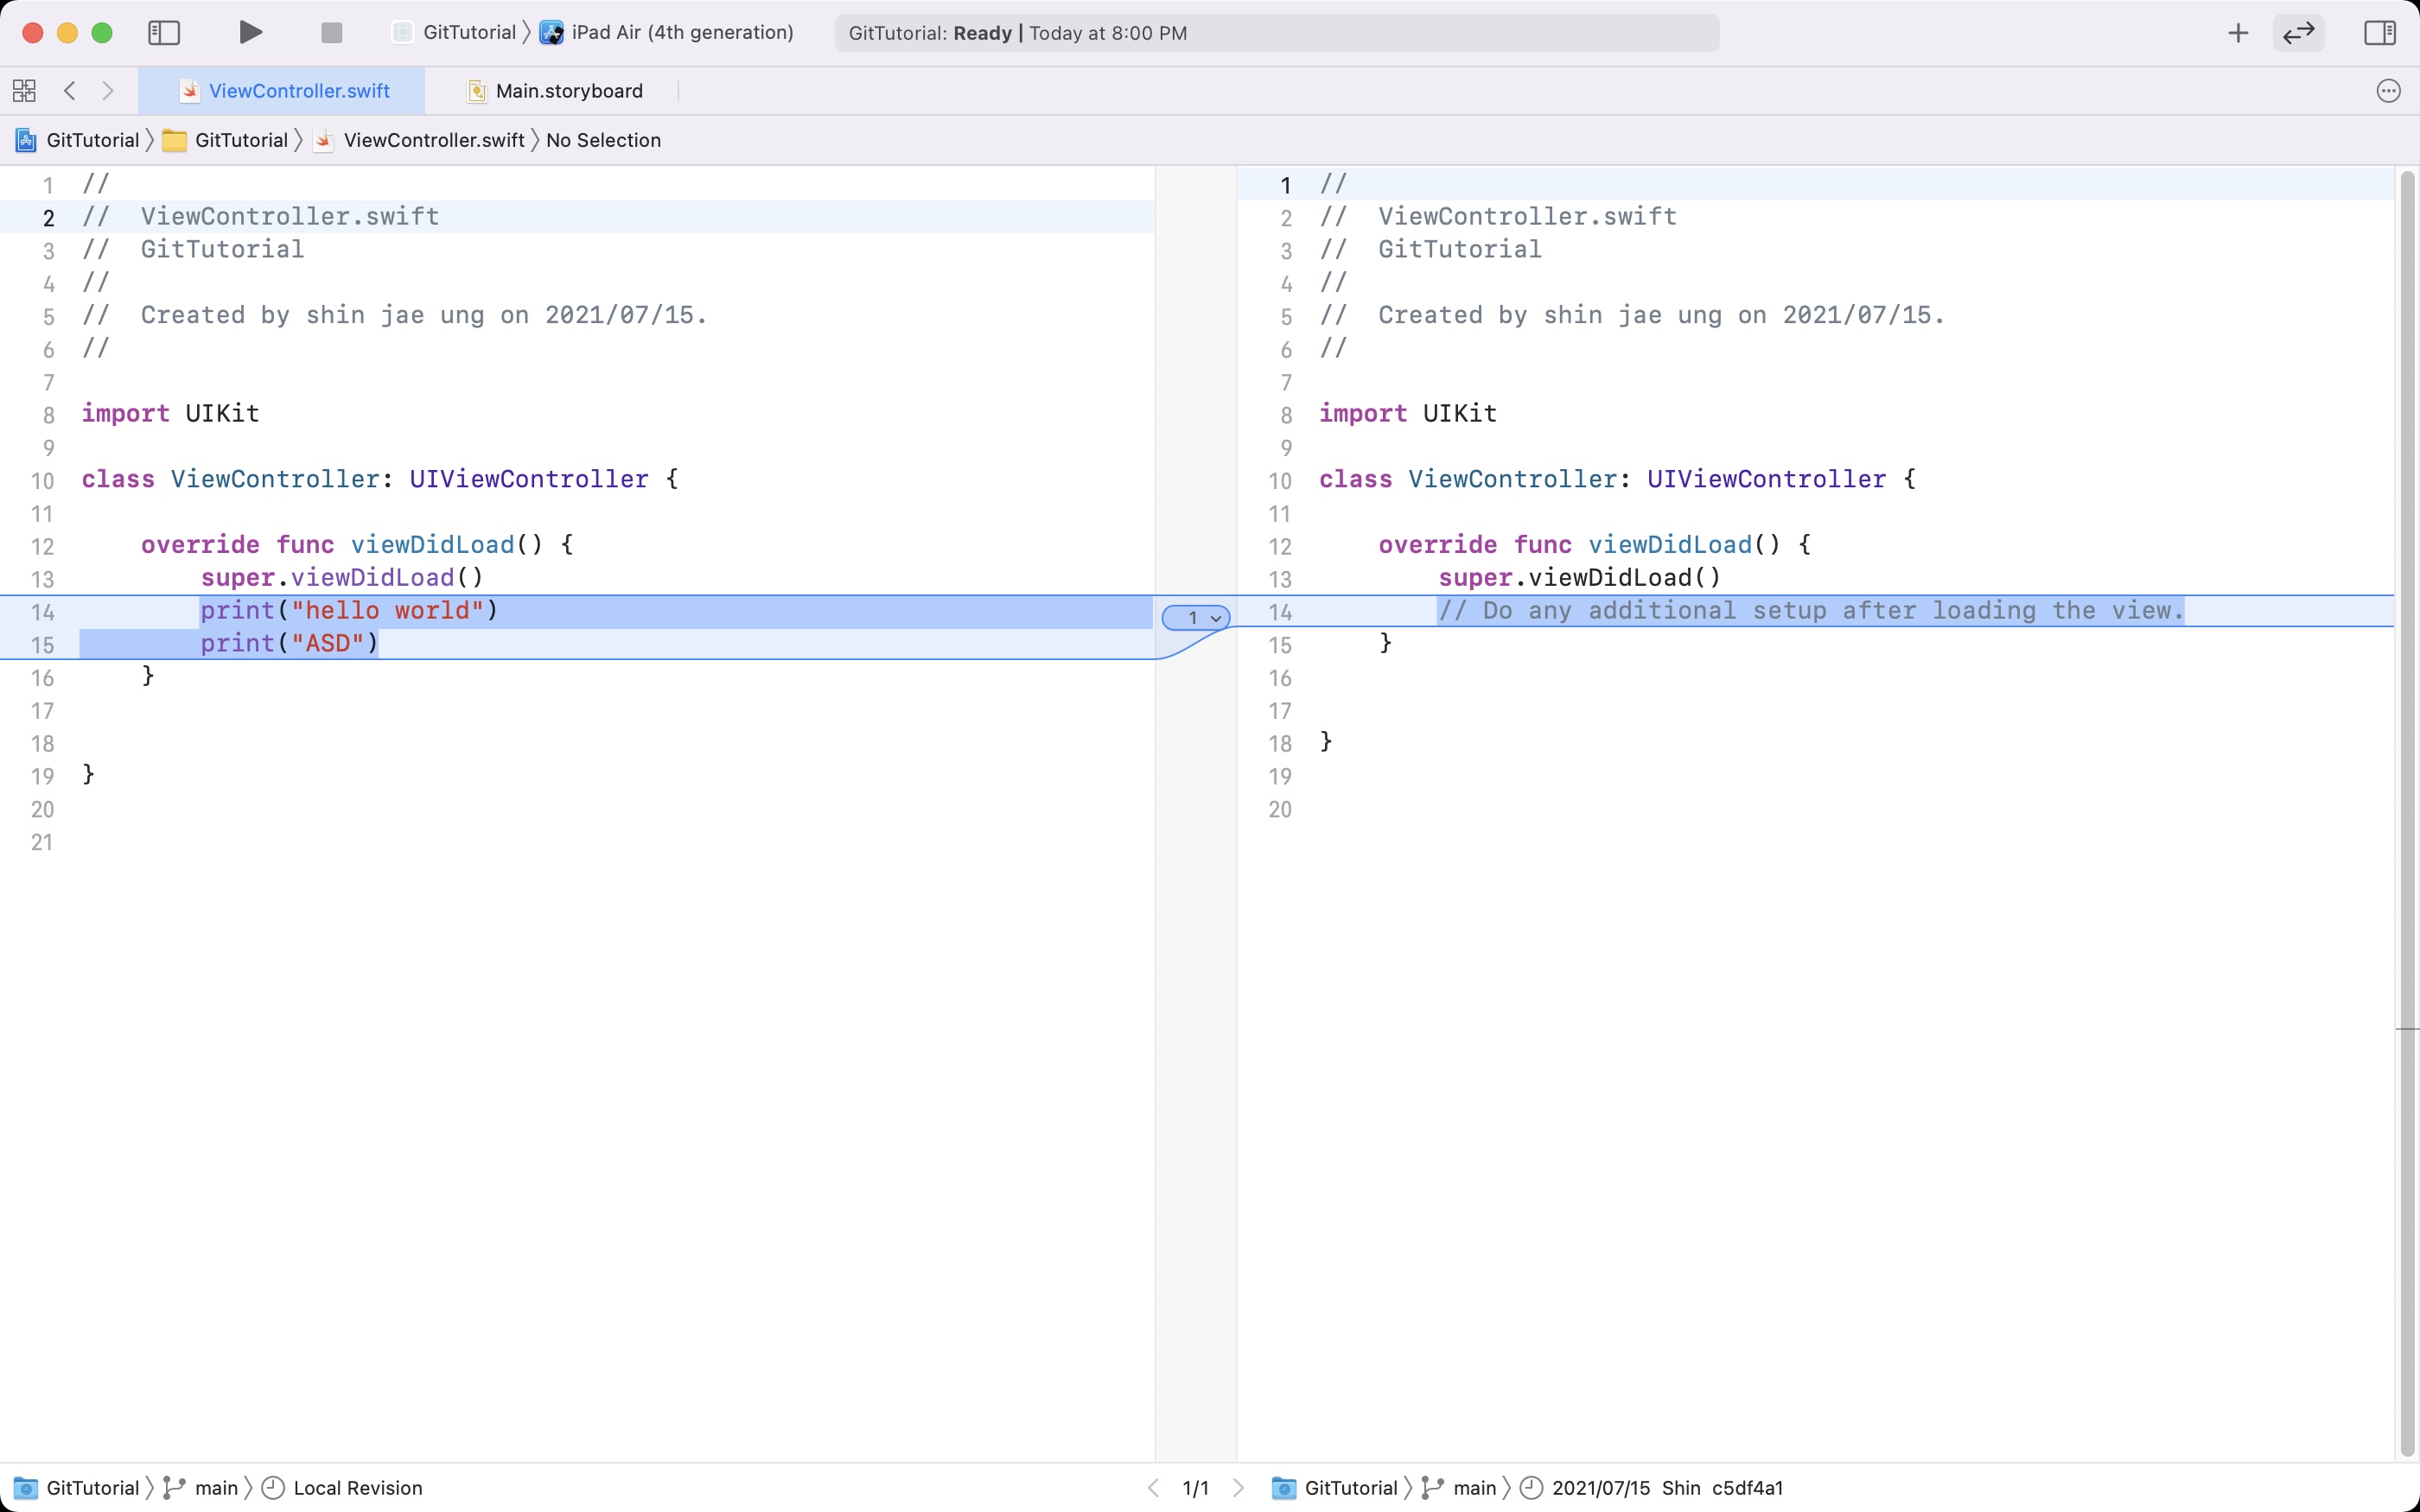 GitTutorial iPad Air (4th generation) GitTutorial: Ready | Today at 8:00 PM
ViewController.swift Main.storyboard
GitTutorial GitTutorial ViewController.swift No Selection
1 //
2 //  ViewController.swift
3 //  GitTutorial
4 //
5 //  Created by shin jae ung on 2021/07/15.
6 //
7
8 import UIKit
9
10 class ViewController: UIViewController {
11
12     override func viewDidLoad() {
13         super.viewDidLoad()
14         print("hello world")
15         print("ASD")
16     }
17
18
19 }
20
21
1
1 //
2 //  ViewController.swift
3 //  GitTutorial
4 //
5 //  Created by shin jae ung on 2021/07/15.
6 //
7
8 import UIKit
9
10 class ViewController: UIViewController {
11
12     override func viewDidLoad() {
13         super.viewDidLoad()
14         // Do any additional setup after loading the view.
15     }
16
17
18 }
19
20
GitTutorial main Local Revision 1/1 GitTutorial main 2021/07/15 Shin c5df4a1